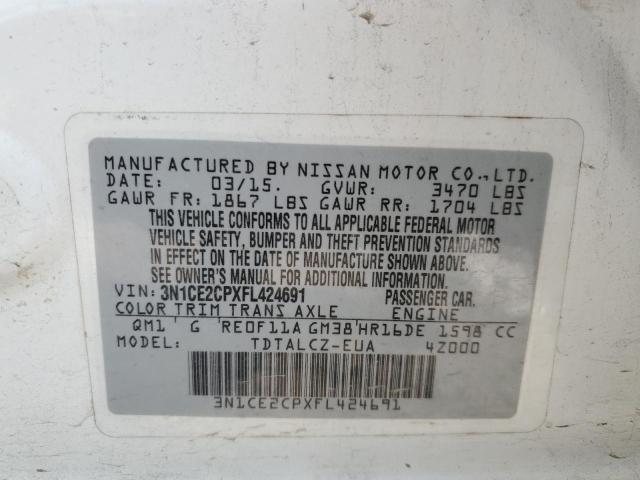 MANUFACTURED BY NISSAN MOTOR CO., LTD.
DATE: 03/15. GVWR: 3470 LBS
GAWR FR: 1867 LBS GAWR RR: 1704 LBS
THIS VEHICLE CONFORMS TO ALL APPLICABLE FEDERAL MOTOR
VEHICLE SAFETY, BUMPER AND THEFT PREVENTION STANDARDS
IN EFFECT ON THE DATE OF MANUFACTURE SHOWN ABOVE.
SEE OWNER'S MANUAL FOR ADDITIONAL INFORMATION.
VIN: 3N1CE2CPXFL424691 PASSENGER CAR.
COLOR TRIM TRANS AXLE ENGINE
QM1 G RE0F11A GM38 HR16DE 1598 CC
MODEL: TDTALCZ-EUA 4Z000
3N1CE2CPXFL424691